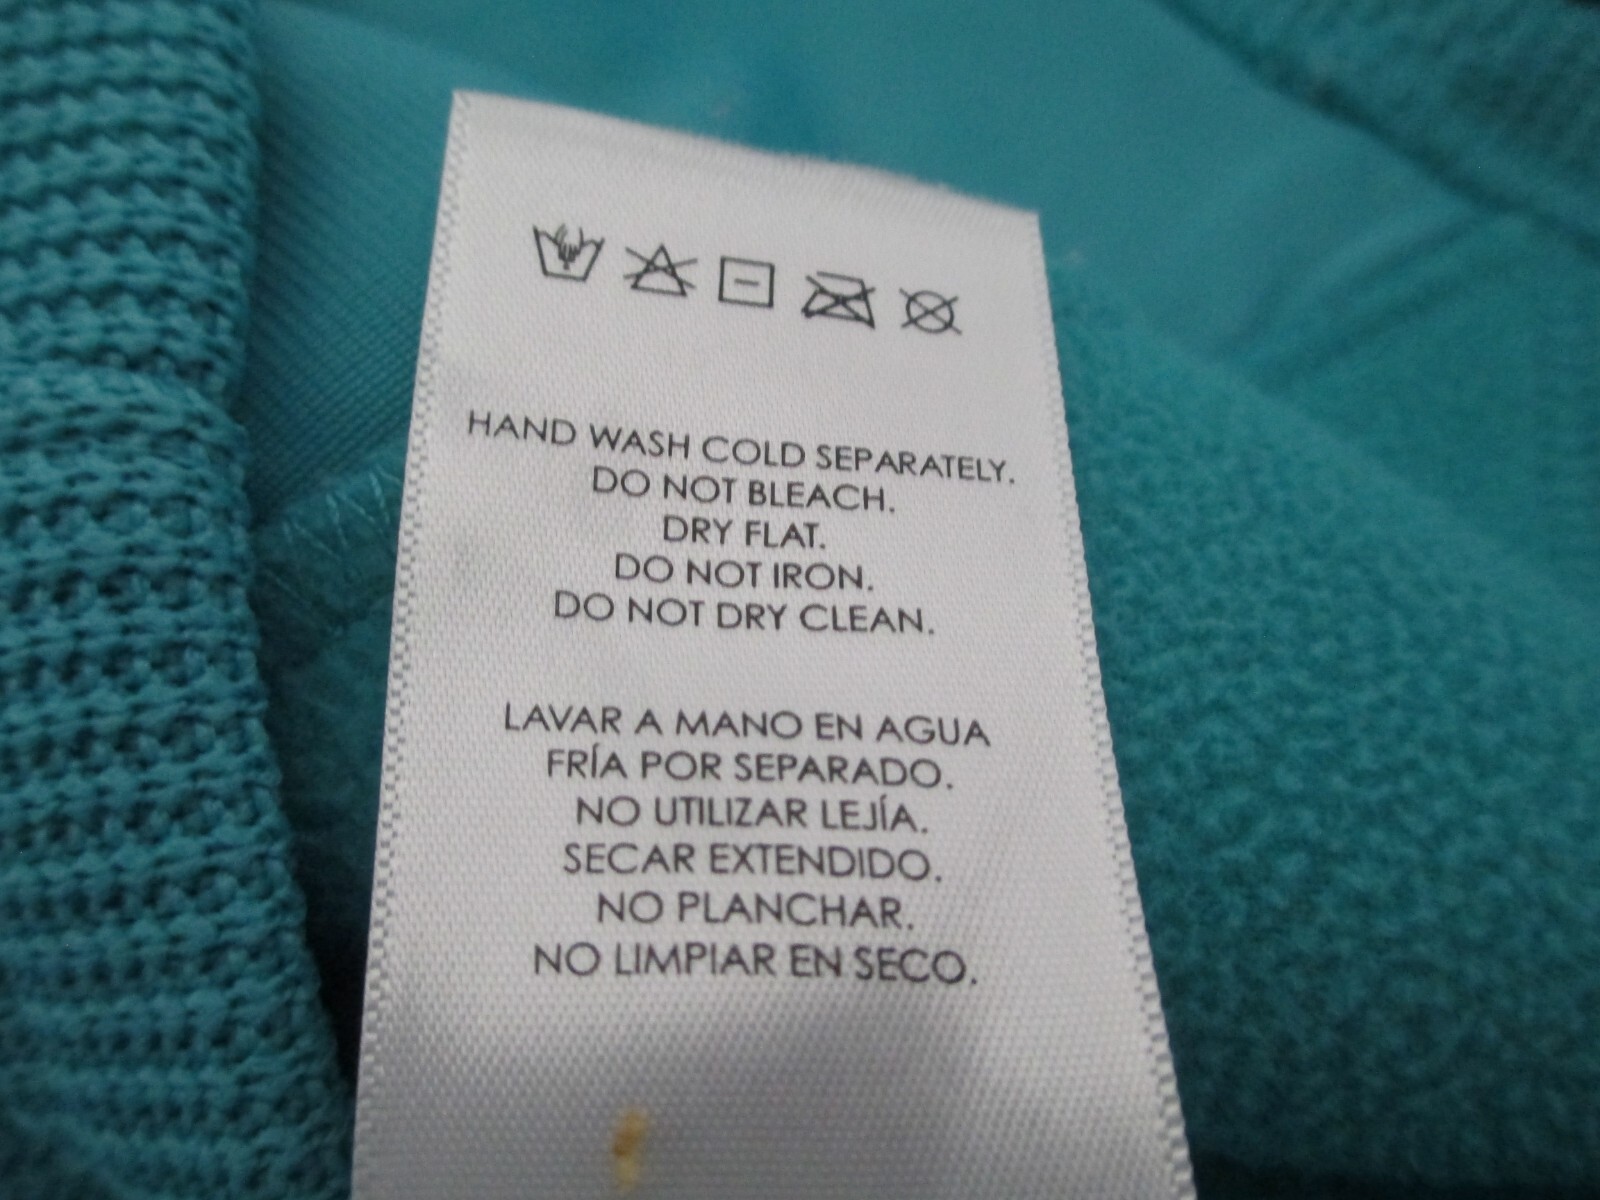 HAND WASH COLD SEPARATELY.
DO NOT BLEACH.
DRY FLAT.
DO NOT IRON.
DO NOT DRY CLEAN.
LAVAR A MANO EN AGUA
FRÍA POR SEPARADO.
NO UTILIZAR LEJÍA.
SECAR EXTENDIDO.
NO PLANCHAR.
NO LIMPIAR EN SECO.